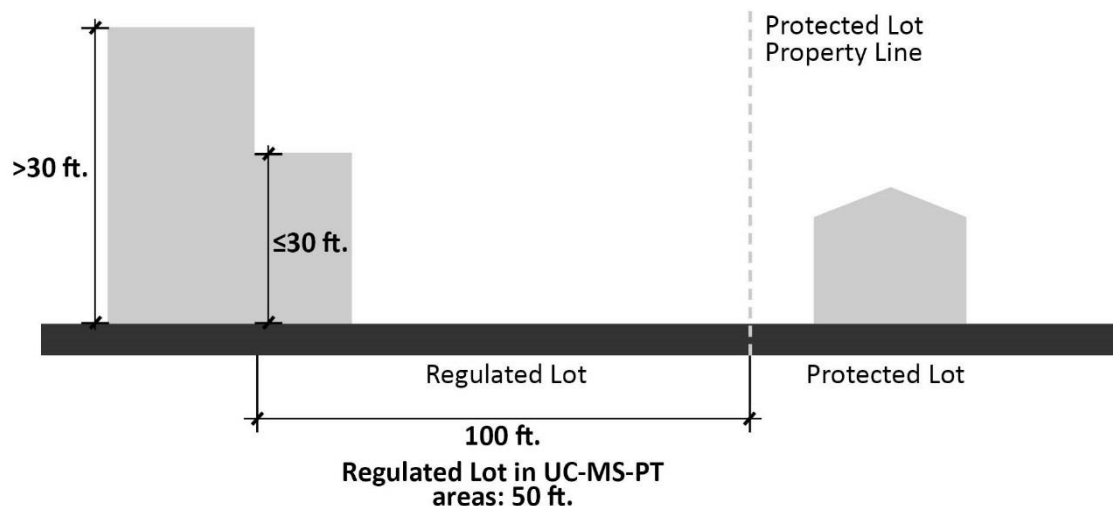 Protected Lot
Property Line
>30 ft.
≤30 ft.
Regulated Lot
Protected Lot
100 ft.
Regulated Lot in UC-MS-PT
areas: 50 ft.